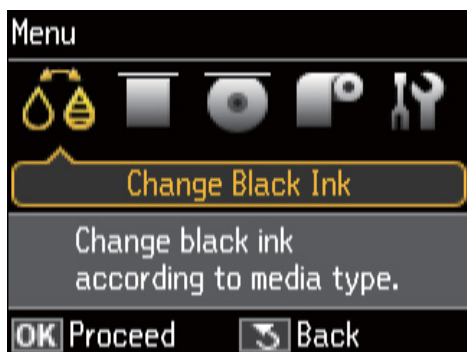 Menu
Change Black Ink
Change black ink
according to media type.
OK Proceed Back